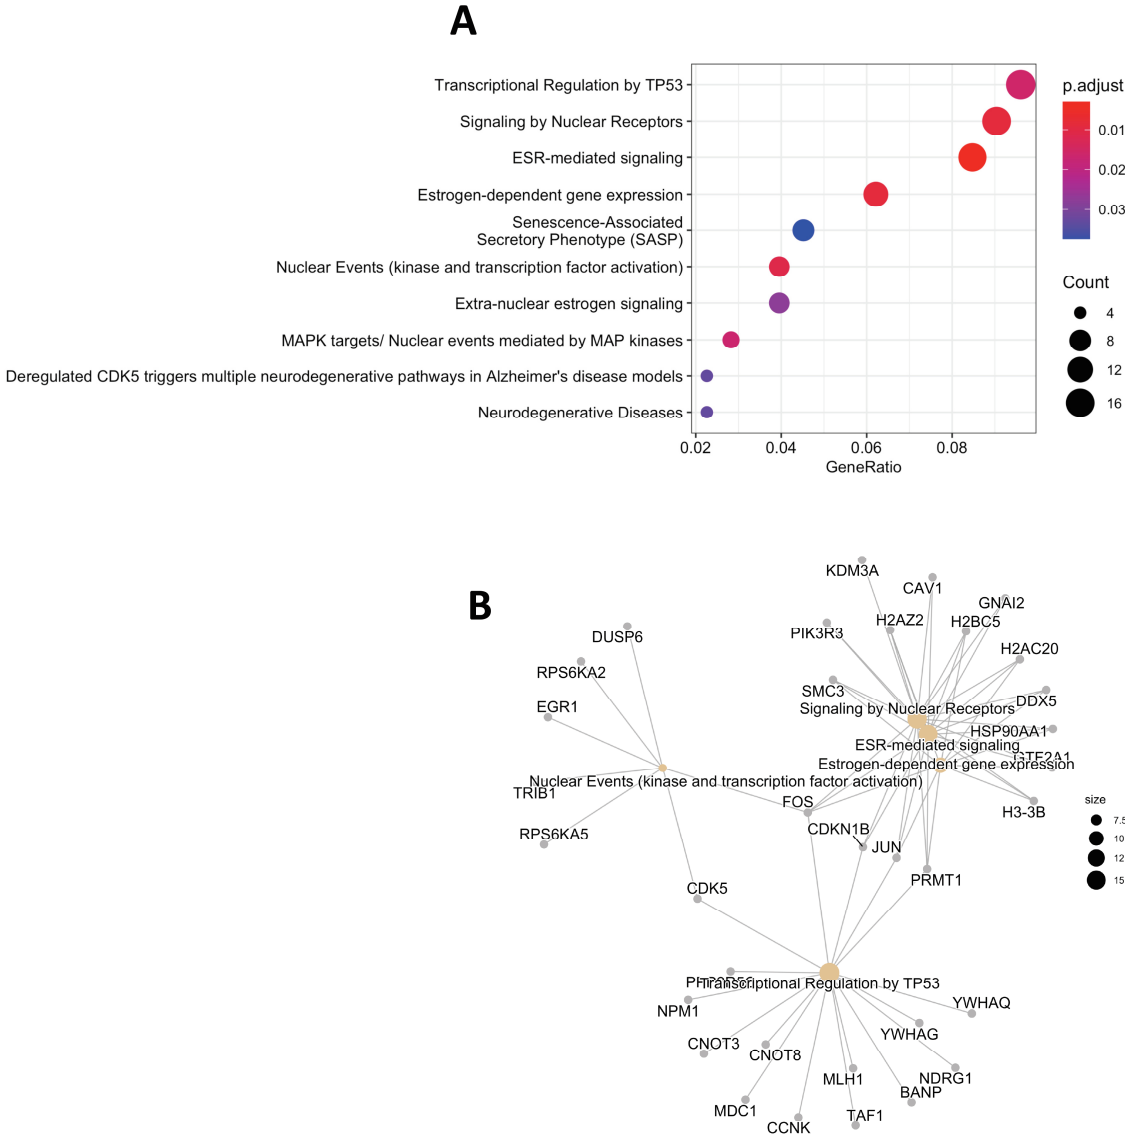 A
Transcriptional Regulation by TP53
Signaling by Nuclear Receptors
ESR-mediated signaling
Estrogen-dependent gene expression
Senescence-Associated
Secretory Phenotype (SASP)
Nuclear Events (kinase and transcription factor activation)
Extra-nuclear estrogen signaling
MAPK targets/ Nuclear events mediated by MAP kinases
Deregulated CDK5 triggers multiple neurodegenerative pathways in Alzheimer's disease models
Neurodegenerative Diseases
0.02 0.04 0.06 0.08
GeneRatio
p.adjust
0.01
0.02
0.03
Count
4
8
12
16
B
KDM3A
CAV1
GNAI2
H2AZ2
H2BC5
PIK3R3
DUSP6
H2AC20
RPS6KA2
SMC3
DDX5
EGR1
Signaling by Nuclear Receptors
HSP90AA1
ESR-mediated signaling
Estrogen-dependent gene expression
Nuclear Events (kinase and transcription factor activation)
TRIB1
FOS
H3-3B
CDKN1B
RPS6KA5
JUN
PRMT1
CDK5
size
7.5
10
12
15
Transcriptional Regulation by TP53
NPM1
YWHAQ
YWHAG
CNOT3
CNOT8
MLH1
NDRG1
BANP
MDC1
TAF1
CCNK